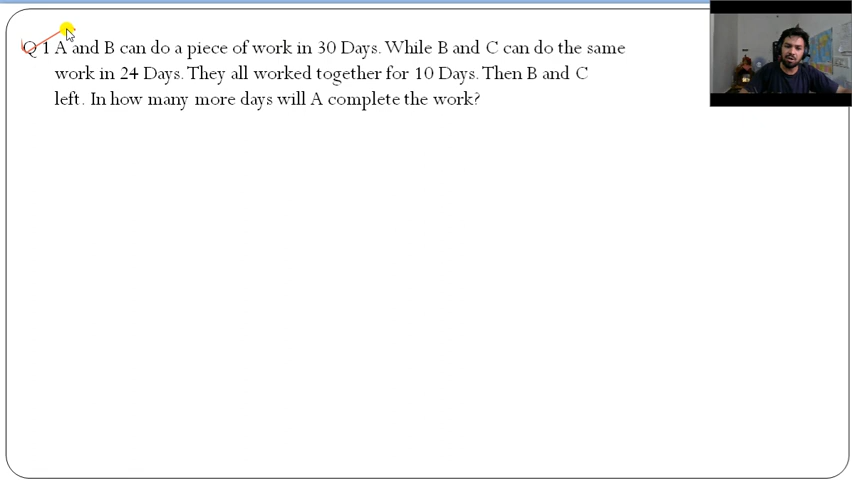 Q 1 A and B can do a piece of work in 30 Days. While B and C can do the same
work in 24 Days. They all worked together for 10 Days. Then B and C
left. In how many more days will A complete the work?